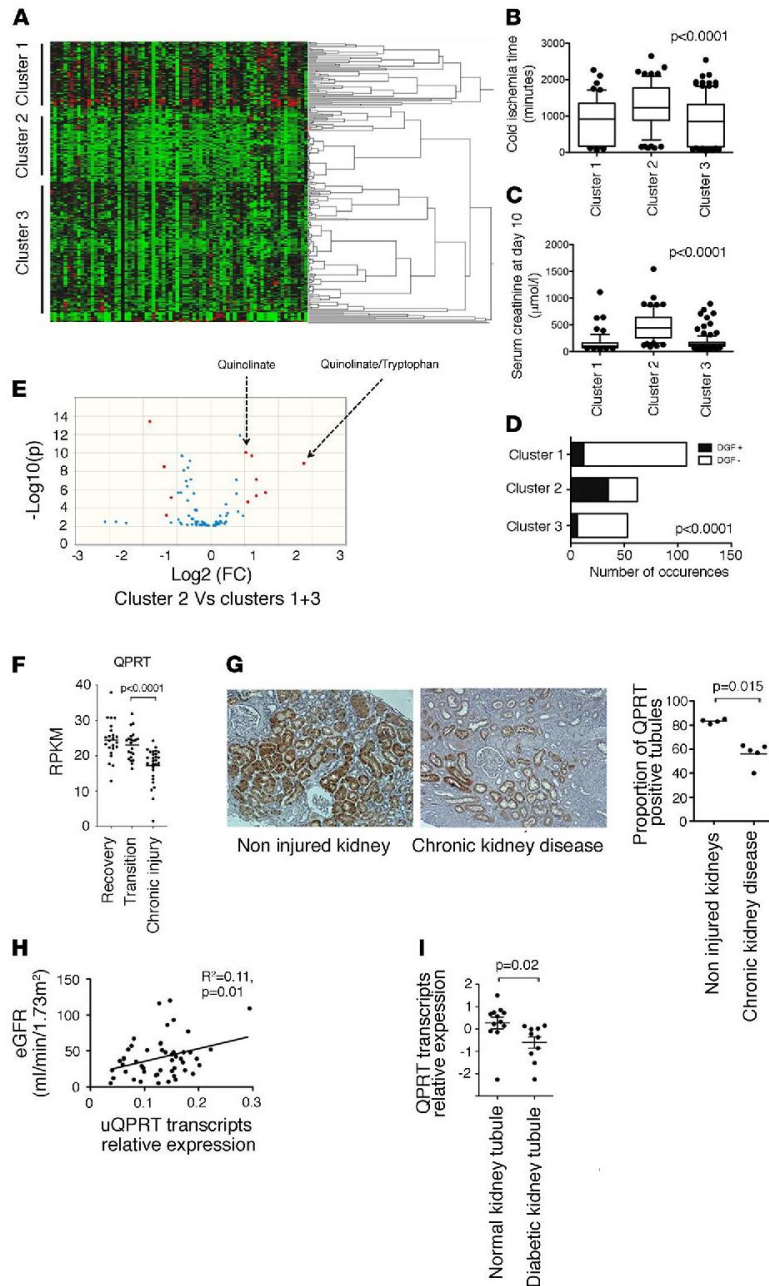 A
Cluster 1
Cluster 2
Cluster 3
B
Cold ischemia time
(minutes)
3000
2000
1000
0
p<0.0001
Cluster 1
Cluster 2
Cluster 3
C
Serum creatinine at day 10
(μmol/l)
2000
1500
1000
500
0
p<0.0001
Cluster 1
Cluster 2
Cluster 3
D
Cluster 1
Cluster 2
Cluster 3
DGF +
DGF -
p<0.0001
0 50 100 150
Number of occurences
E
Quinolinate
Quinolinate/Tryptophan
-Log10(p)
14
12
10
8
6
4
2
0
-3 -2 -1 0 1 2 3
Log2 (FC)
Cluster 2 Vs clusters 1+3
F
QPRT
p<0.0001
RPKM
40
30
20
10
0
Recovery
Transition
Chronic injury
G
Non injured kidney
Chronic kidney disease
p=0.015
Proportion of QPRT
positive tubules
100
80
60
40
20
0
Non injured kidneys
Chronic kidney disease
H
R²=0.11,
p=0.01
eGFR
(ml/min/1.73m²)
150
100
50
0
0 0.1 0.2 0.3
uQPRT transcripts
relative expression
I
p=0.02
QPRT transcripts
relative expression
2
1
0
-1
-2
Normal kidney tubule
Diabetic kidney tubule